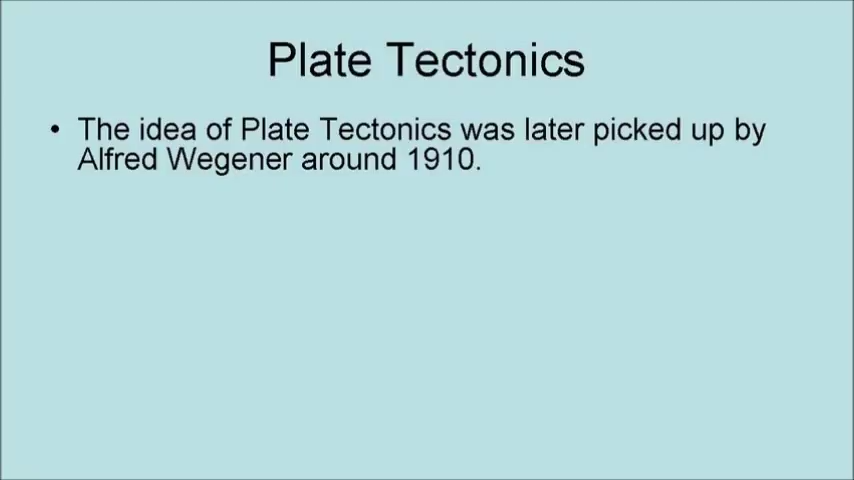 Plate Tectonics
• The idea of Plate Tectonics was later picked up by
Alfred Wegener around 1910.